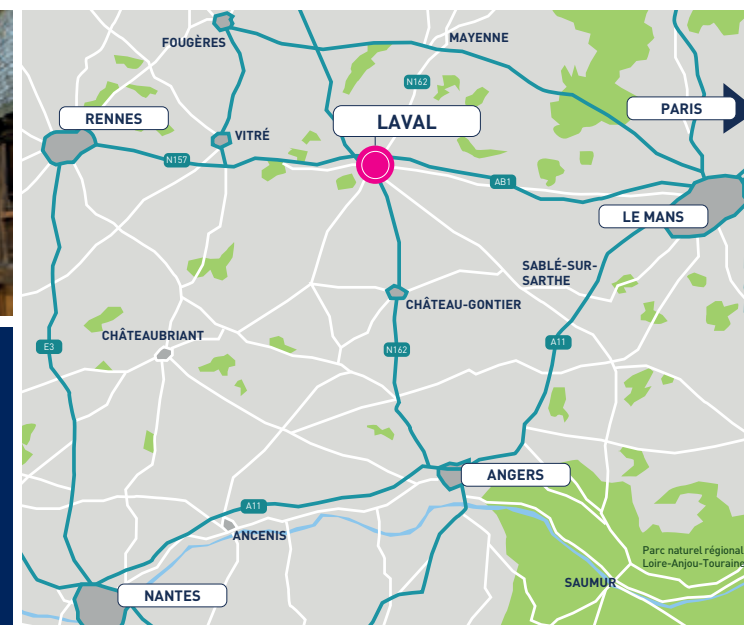 FOUGÈRES
MAYENNE
N162
PARIS
RENNES
LAVAL
VITRÉ
N157
AB1
LE MANS
SABLÉ-SUR-
SARTHE
CHÂTEAU-GONTIER
CHÂTEAUBRIANT
E3
N162
A11
ANGERS
A11
ANCENIS
Parc naturel régional
Loire-Anjou-Touraine
SAUMUR
NANTES